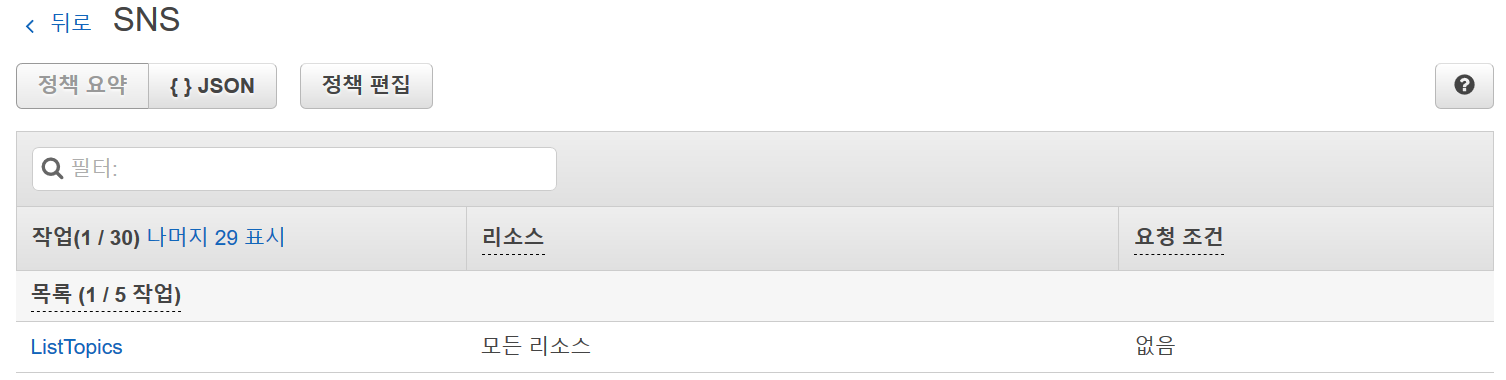 뒤로 SNS
정책 요약 { } JSON 정책 편집
필터:
작업(1 / 30) 나머지 29 표시 리소스 요청 조건
목록 (1 / 5 작업)
ListTopics 모든 리소스 없음